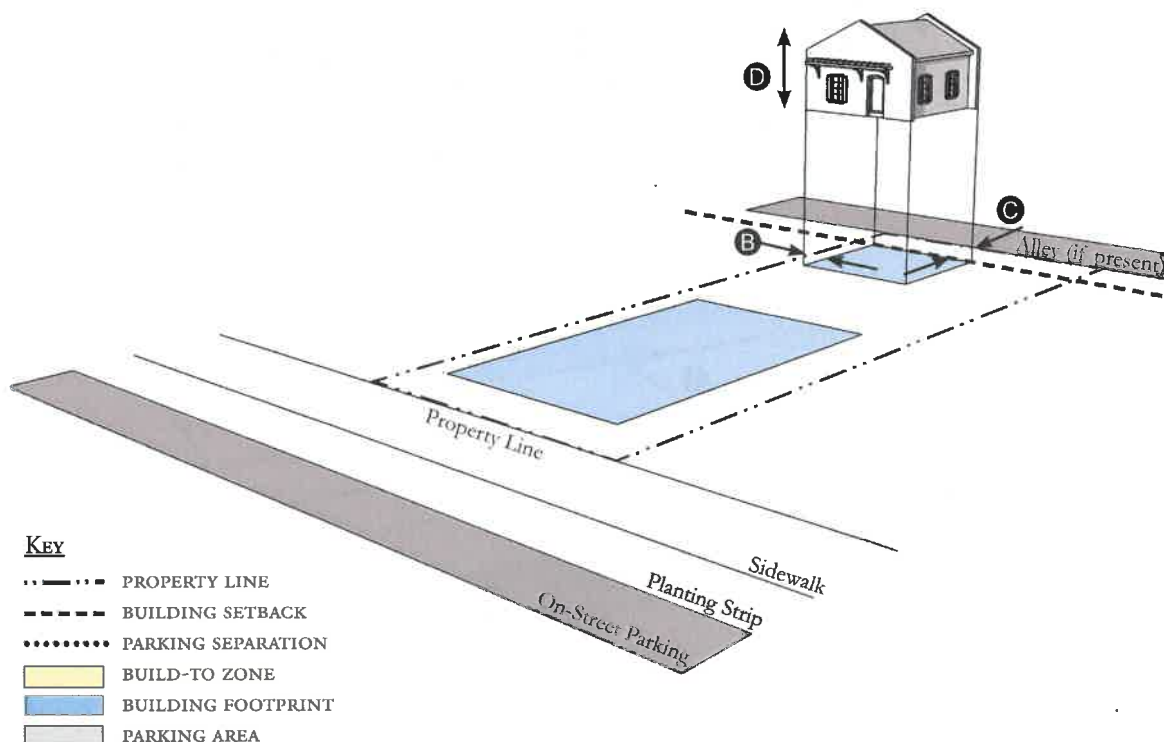 D
C
B
Alley (if present)
Property Line
Sidewalk
Planting Strip
On-Street Parking
KEY
PROPERTY LINE
BUILDING SETBACK
PARKING SEPARATION
BUILD-TO ZONE
BUILDING FOOTPRINT
PARKING AREA